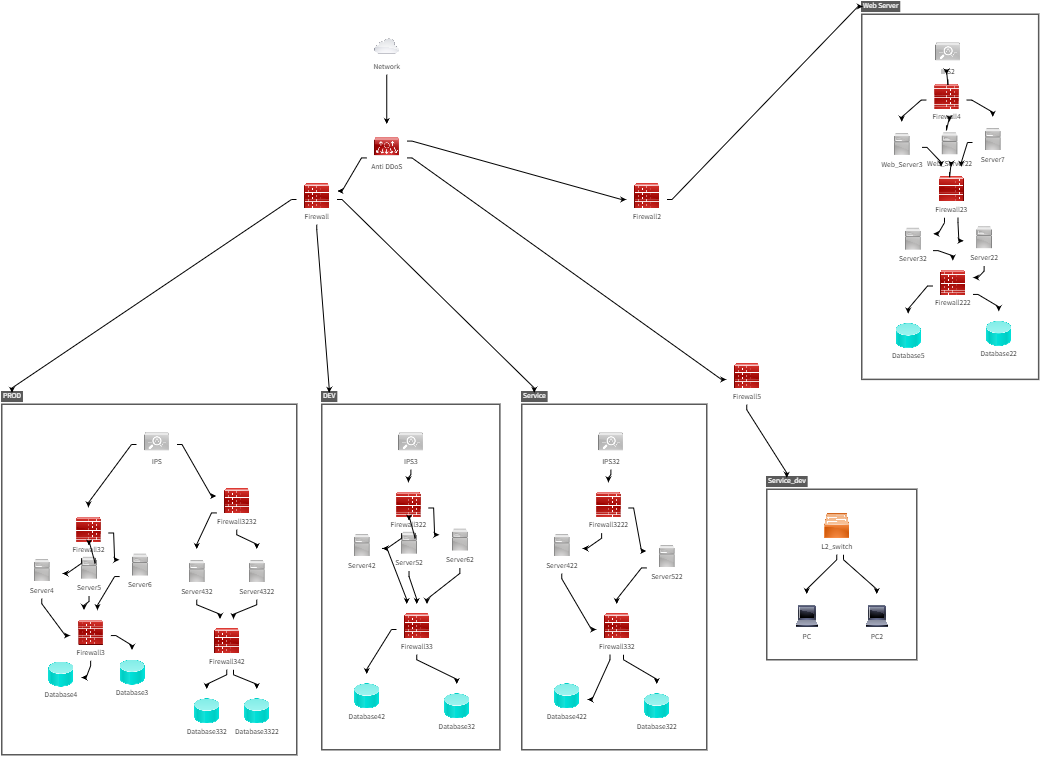 Web Server
Network
IPS2
Firewall4
Anti DDoS
Web_Server3
Web_Server22
Server7
Firewall
Firewall2
Firewall23
Server32
Server22
Firewall222
Database5
Database22
PROD
DEV
Service
Firewall5
IPS
IPS3
IPS32
Service_dev
Firewall3232
Firewall322
Firewall3222
Firewall32
L2_switch
Server42
Server52
Server62
Server422
Server522
Server4
Server5
Server6
Server432
Server4322
PC
PC2
Firewall3
Firewall342
Firewall33
Firewall332
Database4
Database3
Database332
Database3322
Database42
Database32
Database422
Database322